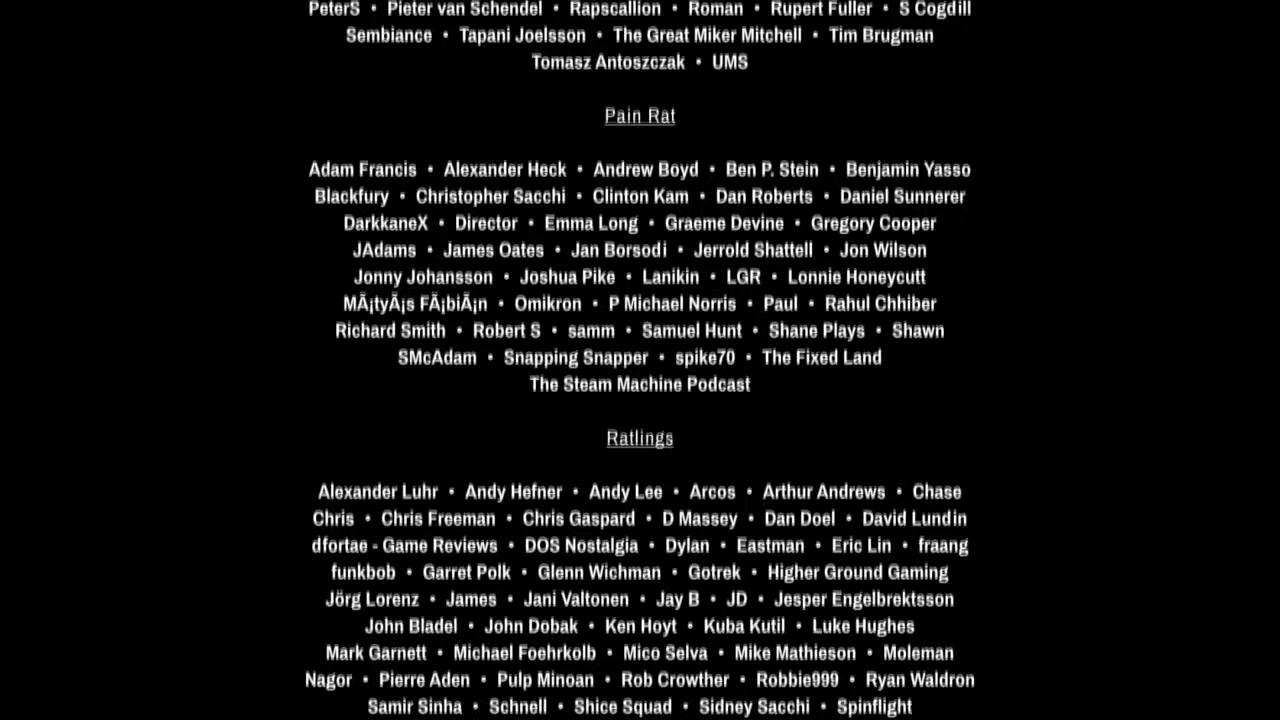 PeterS • Pieter van Schendel • Rapscallion • Roman • Rupert Fuller • S Cogdill
Sembiance • Tapani Joelsson • The Great Miker Mitchell • Tim Brugman
Tomasz Antoszczak • UMS
Pain Rat
Adam Francis • Alexander Heck • Andrew Boyd • Ben P. Stein • Benjamin Yasso
Blackfury • Christopher Sacchi • Clinton Kam • Dan Roberts • Daniel Sunnerer
DarkkaneX • Director • Emma Long • Graeme Devine • Gregory Cooper
JAdams • James Oates • Jan Borsodi • Jerrold Shattell • Jon Wilson
Jonny Johansson • Joshua Pike • Lanikin • LGR • Lonnie Honeycutt
MÃ¡tyÃ¡s FÃ¡biÃ¡n • Omikron • P Michael Norris • Paul • Rahul Chhiber
Richard Smith • Robert S • samm • Samuel Hunt • Shane Plays • Shawn
SMcAdam • Snapping Snapper • spike70 • The Fixed Land
The Steam Machine Podcast
Ratlings
Alexander Luhr • Andy Hefner • Andy Lee • Arcos • Arthur Andrews • Chase
Chris • Chris Freeman • Chris Gaspard • D Massey • Dan Doel • David Lundin
dfortae - Game Reviews • DOS Nostalgia • Dylan • Eastman • Eric Lin • fraang
funkbob • Garret Polk • Glenn Wichman • Gotrek • Higher Ground Gaming
Jörg Lorenz • James • Jani Valtonen • Jay B • JD • Jesper Engelbrektsson
John Bladel • John Dobak • Ken Hoyt • Kuba Kutil • Luke Hughes
Mark Garnett • Michael Foehrkolb • Mico Selva • Mike Mathieson • Moleman
Nagor • Pierre Aden • Pulp Minoan • Rob Crowther • Robbie999 • Ryan Waldron
Samir Sinha • Schnell • Shice Squad • Sidney Sacchi • Spinflight